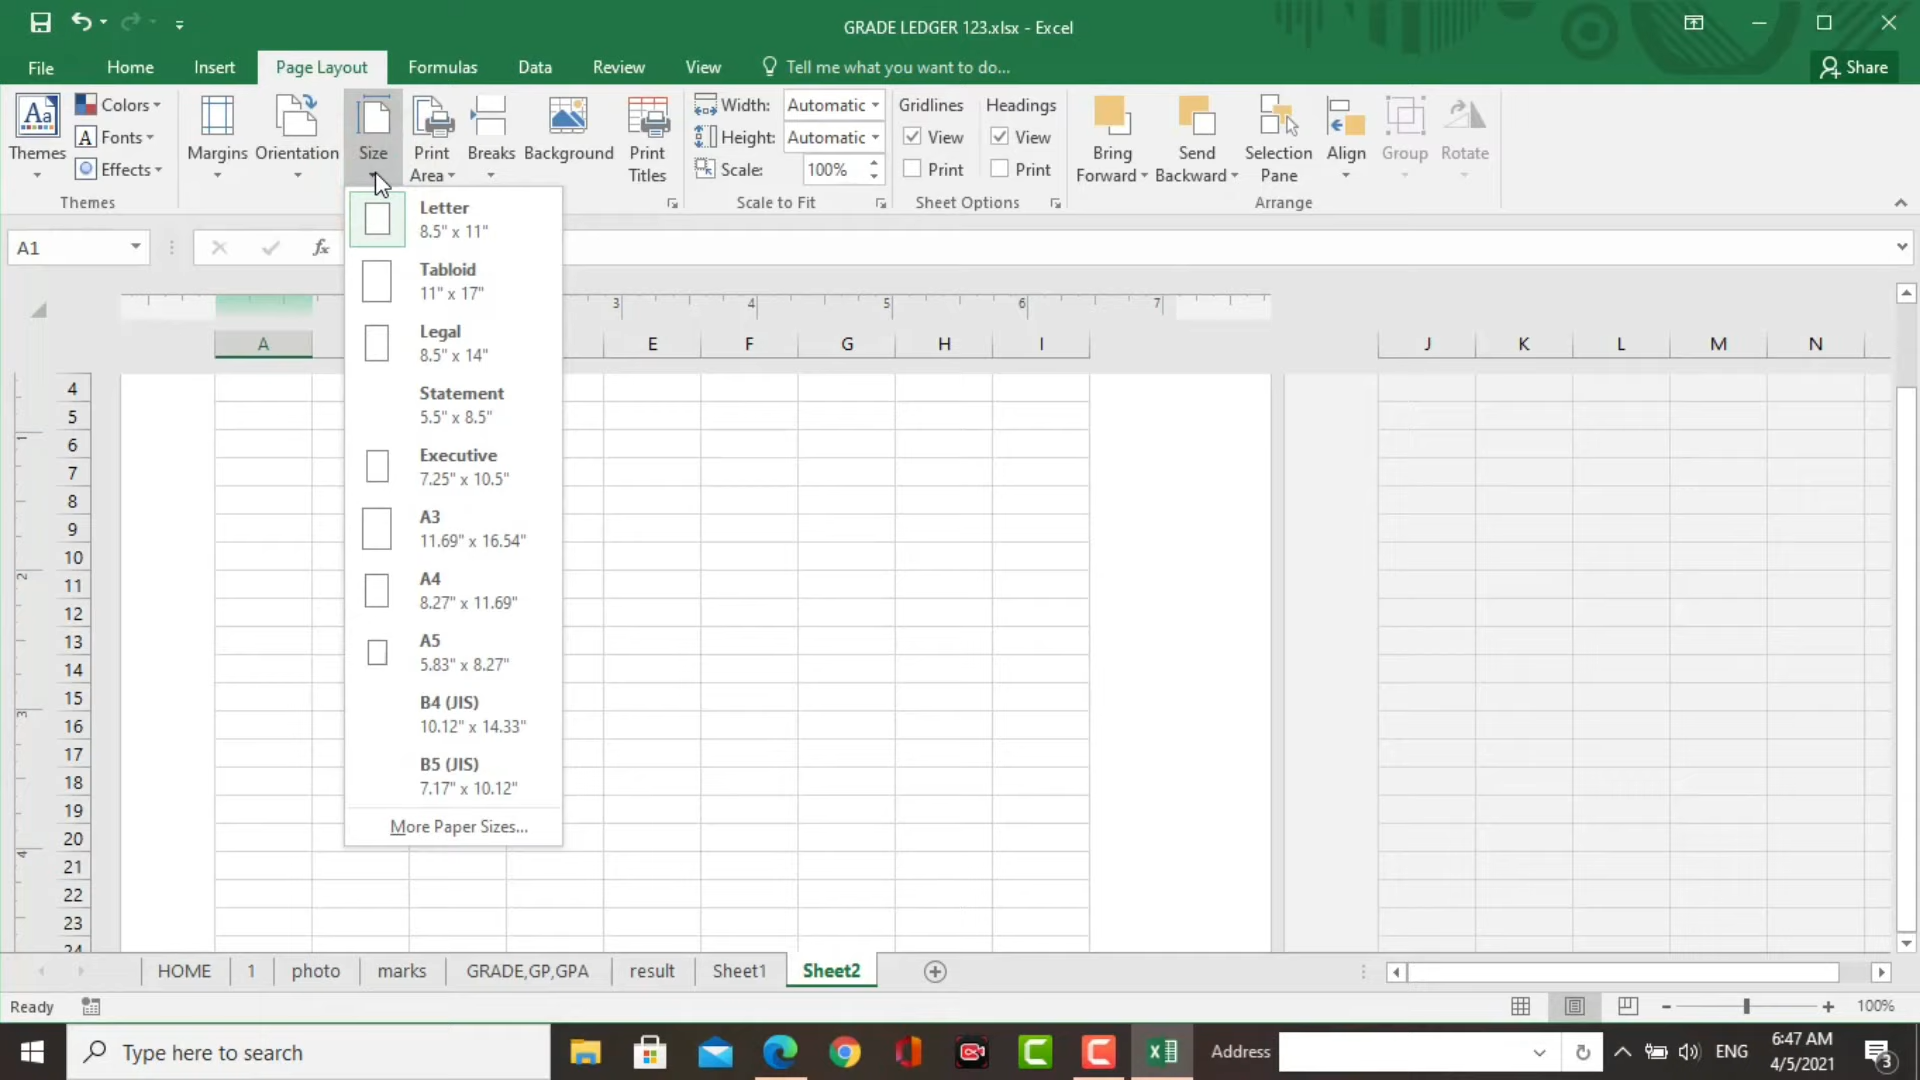 GRADE LEDGER 123.xlsx - Excel
File Home Insert Page Layout Formulas Data Review View Tell me what you want to do... Share
Aa Themes
Colors
Fonts
Effects
Themes
Margins Orientation Size Print Area Breaks Background Print Titles
Width: Automatic
Height: Automatic
Scale: 100%
Scale to Fit
Gridlines Headings
View View
Print Print
Sheet Options
Bring Forward Send Backward Selection Pane Align Group Rotate
Arrange
A1 fx
Letter
8.5" x 11"
Tabloid
11" x 17"
Legal
8.5" x 14"
Statement
5.5" x 8.5"
Executive
7.25" x 10.5"
A3
11.69" x 16.54"
A4
8.27" x 11.69"
A5
5.83" x 8.27"
B4 (JIS)
10.12" x 14.33"
B5 (JIS)
7.17" x 10.12"
More Paper Sizes...
3 4 5 6 7
A E F G H I J K L M N
4
5
6
7
8
9
10
11
12
13
14
15
16
17
18
19
20
21
22
23
24
1
2
3
4
HOME 1 photo marks GRADE,GP,GPA result Sheet1 Sheet2
Ready 100%
Type here to search Address ENG 6:47 AM
4/5/2021
3